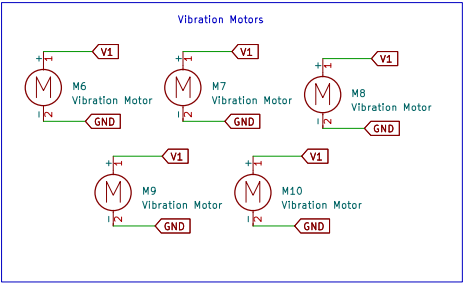 Vibration Motors
+ 1 V1
M
M6
Vibration Motor
- 2 GND
+ 1 V1
M
M7
Vibration Motor
- 2 GND
+ 1 V1
M
M8
Vibration Motor
- 2 GND
+ 1 V1
M
M9
Vibration Motor
- 2 GND
+ 1 V1
M
M10
Vibration Motor
- 2 GND